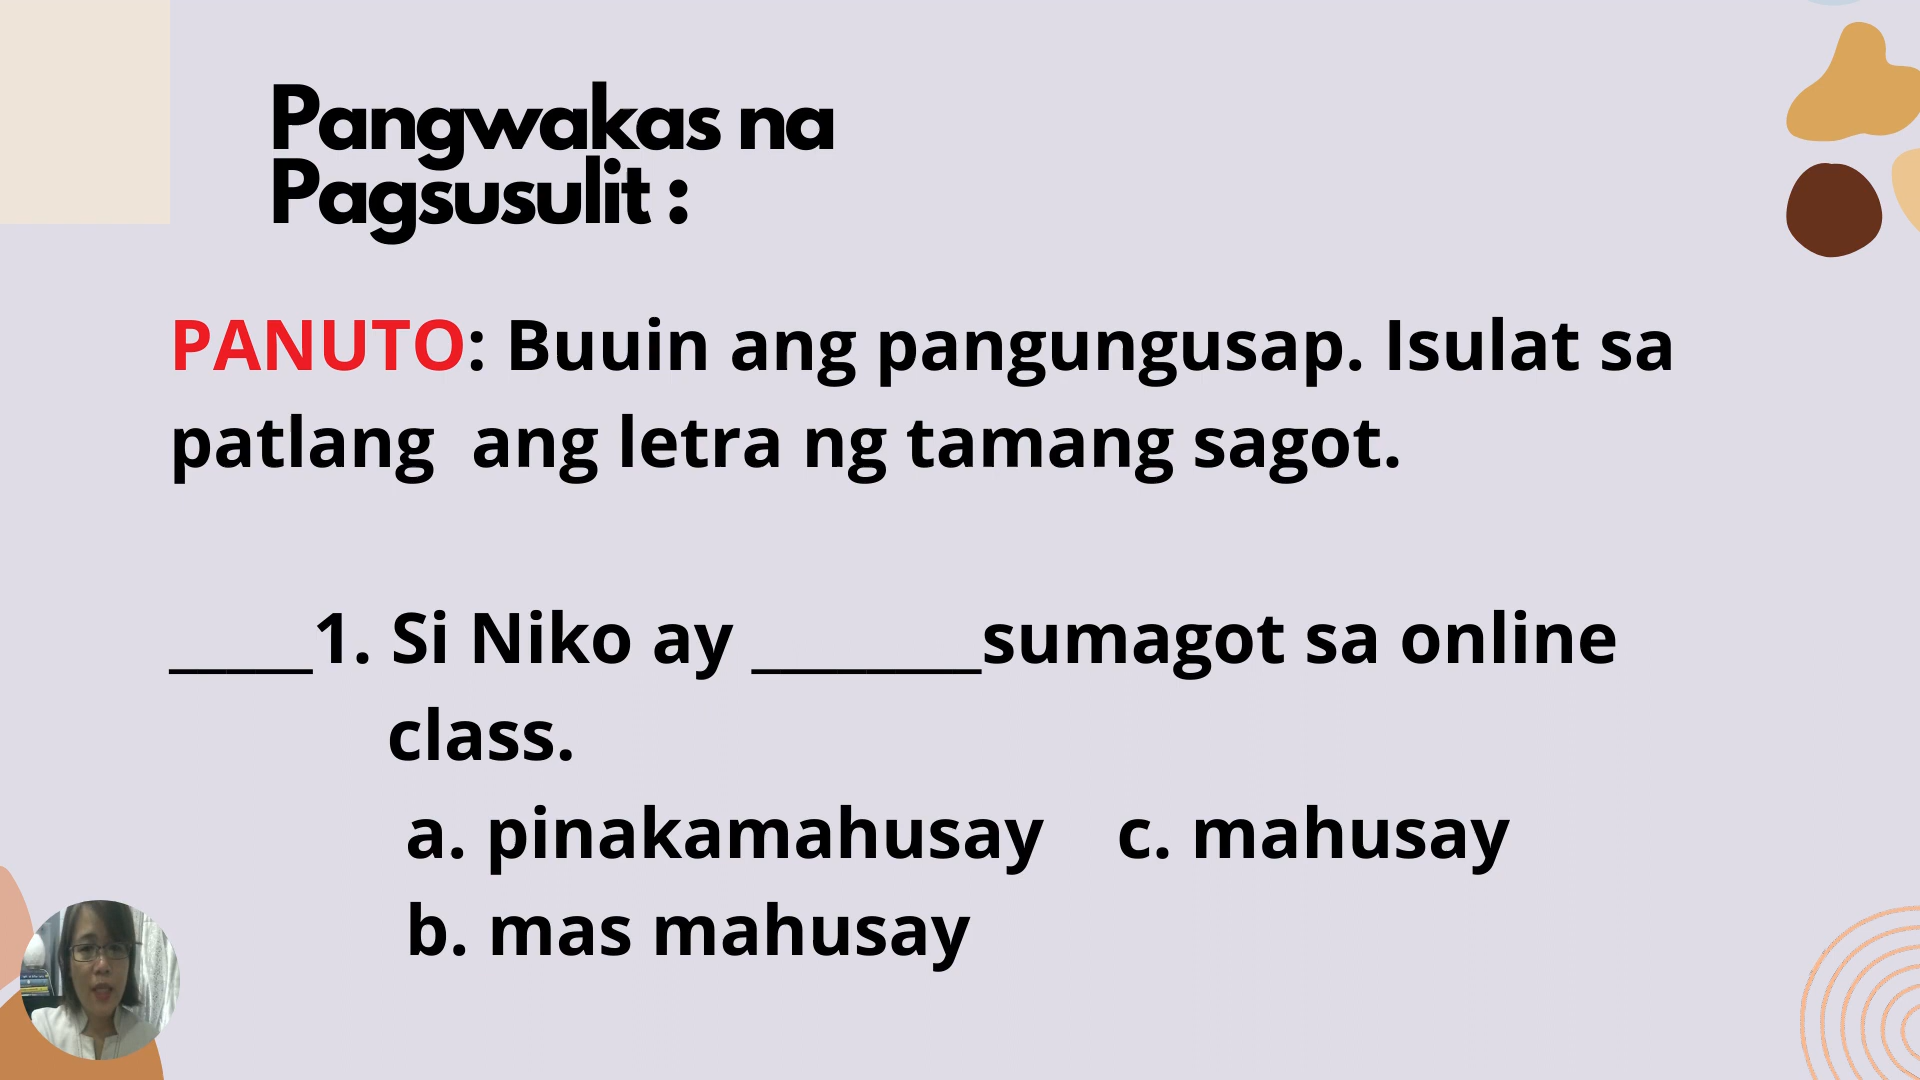 Pangwakas na
Pagsusulit :
PANUTO: Buuin ang pangungusap. Isulat sa
patlang  ang letra ng tamang sagot.
_____1. Si Niko ay ________sumagot sa online
class.
a. pinakamahusay    c. mahusay
b. mas mahusay